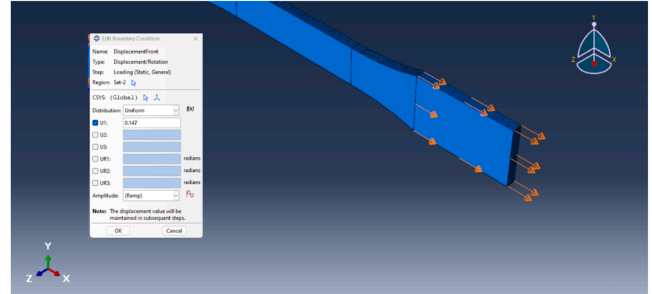 Edit Boundary Condition
Name: DisplacementFront
Type: Displacement/Rotation
Step: Loading (Static, General)
Region: Set-2
CSYS: (Global)
Distribution: Uniform f(x)
U1: 0.147
U2:
U3:
UR1: radians
UR2: radians
UR3: radians
Amplitude: (Ramp)
Note: The displacement value will be
maintained in subsequent steps.
OK Cancel
Y
Z X
Y
Z X